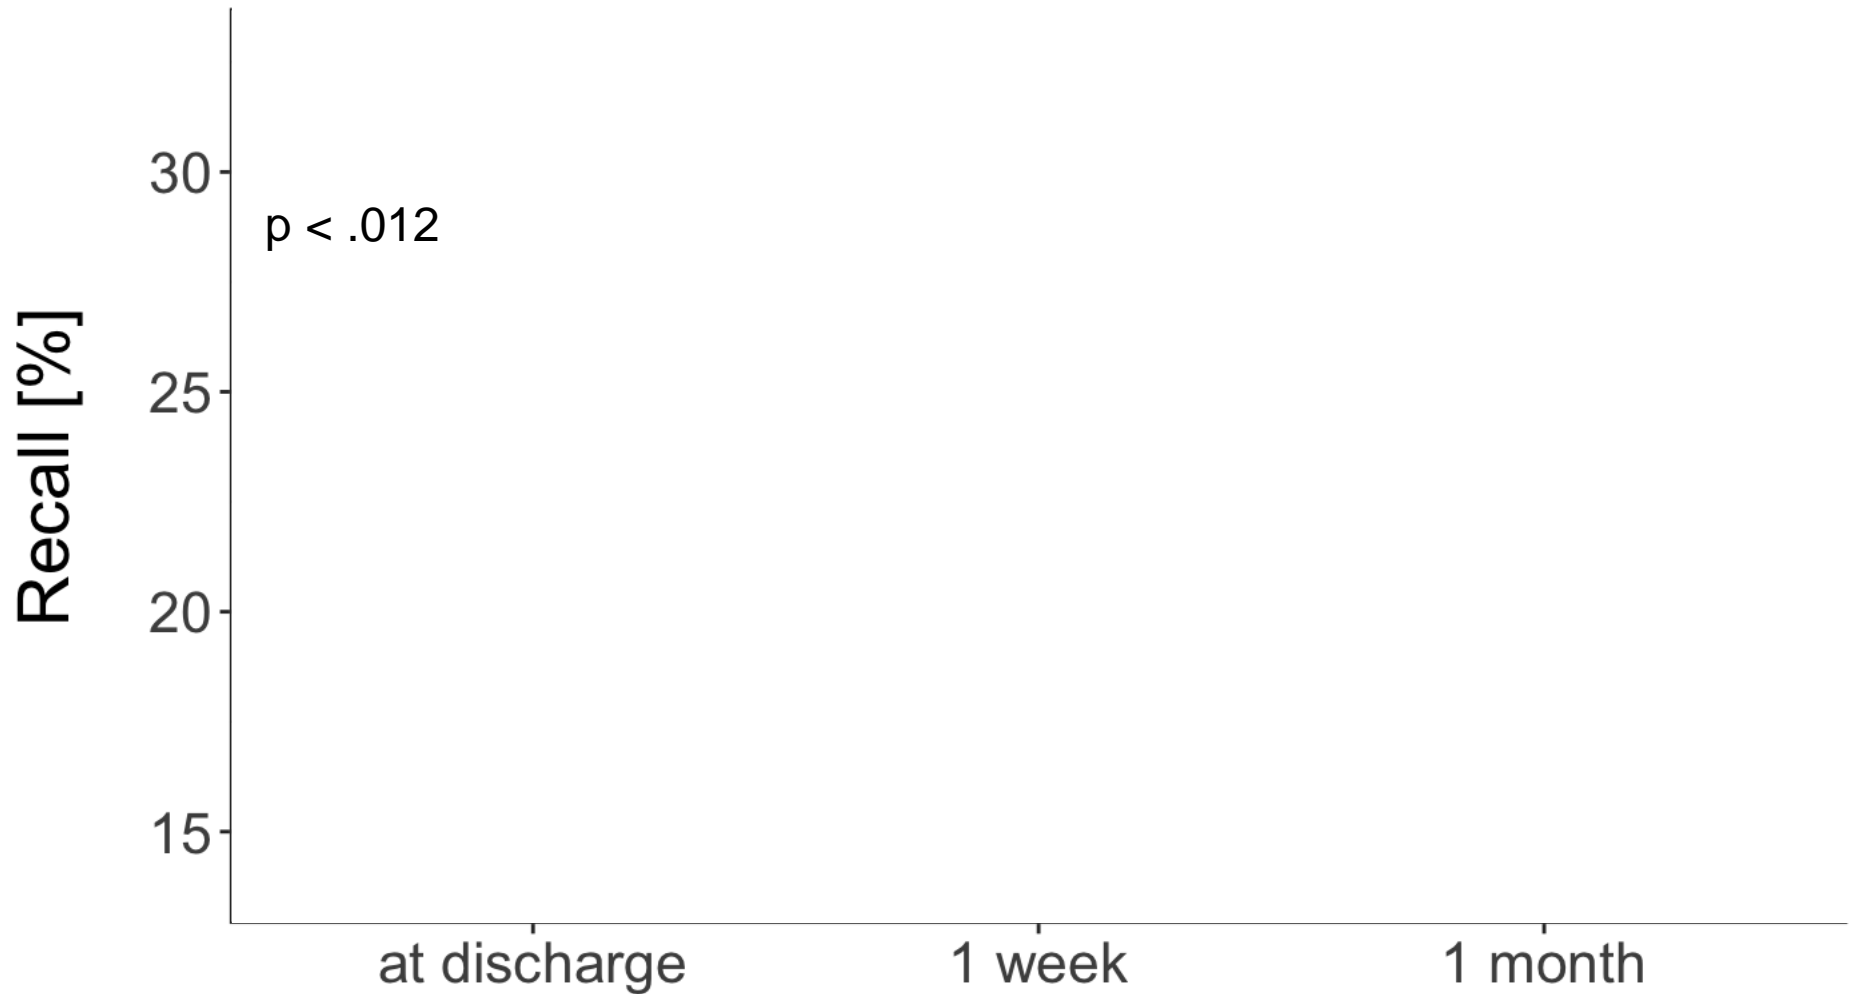 30
p < .012
25
Recall [%]
20
15
at discharge
1 week
1 month